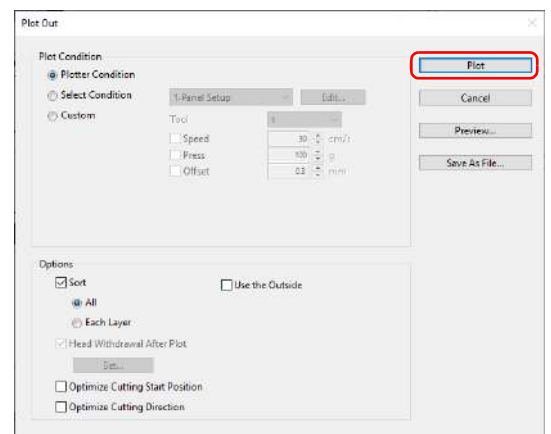 Plot Out
Plot Condition
Plotter Condition
Select Condition
1-Panel Setup
Edit...
Custom
Tool
1
Speed
30
cm/s
Press
100
g
Offset
0.3
mm
Plot
Cancel
Preview...
Save As File...
Options
Sort
Use the Outside
All
Each Layer
Head Withdrawal After Plot
Set...
Optimize Cutting Start Position
Optimize Cutting Direction